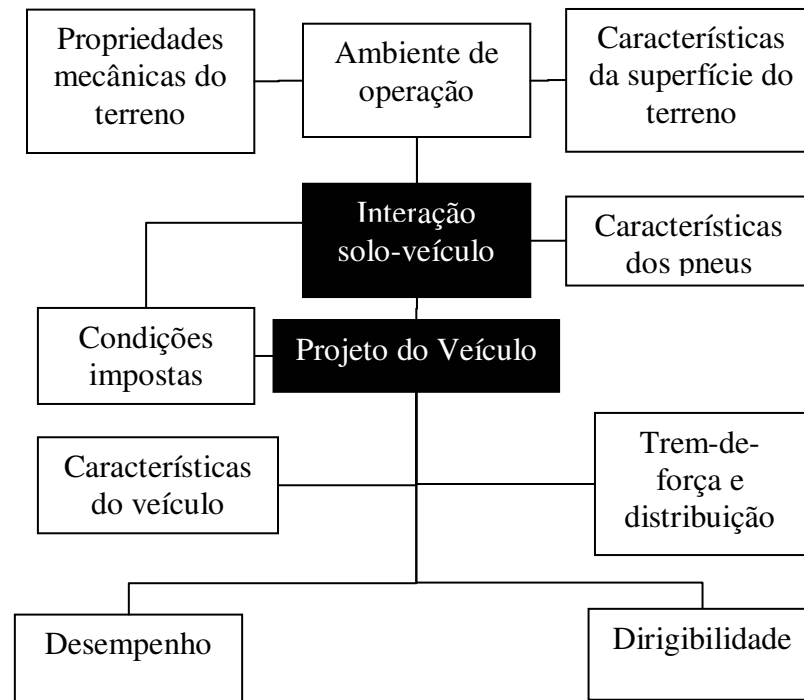 Propriedades
mecânicas do
terreno
Ambiente de
operação
Características
da superfície do
terreno
Interação
solo-veículo
Características
dos pneus
Condições
impostas
Projeto do Veículo
Características
do veículo
Trem-de-
força e
distribuição
Desempenho
Dirigibilidade